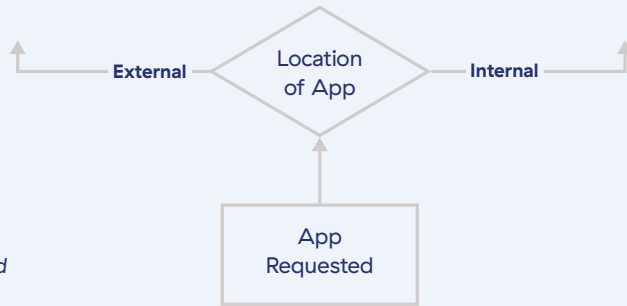 Location
of App
External
Internal
App
Requested